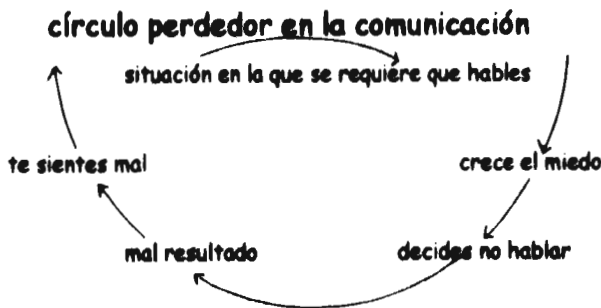 círculo perdedor en la comunicación
situación en la que se requiere que hables
te sientes mal
crece el miedo
mal resultado
decides no hablar